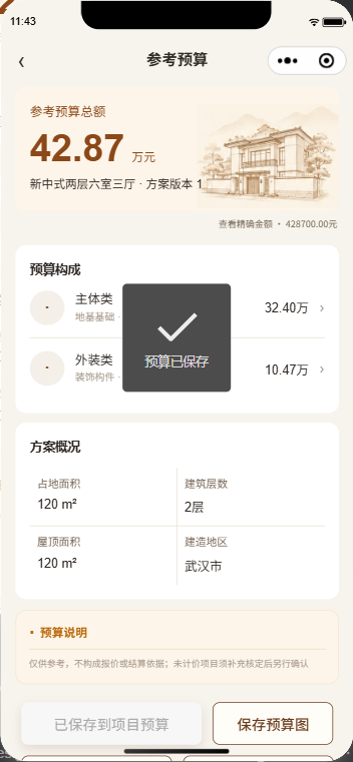 11:43
参考预算
参考预算总额
42.87 万元
新中式两层六室三厅 · 方案版本 1
查看精确金额 · 428700.00元
预算构成
主体类
地基基础 ·
32.40万
预算已保存
外装类
装饰构件 ·
10.47万
方案概况
占地面积
建筑层数
120 m²
2层
屋顶面积
建造地区
120 m²
武汉市
· 预算说明
仅供参考，不构成报价或结算依据；未计价项目须补充核定后另行确认
已保存到项目预算
保存预算图